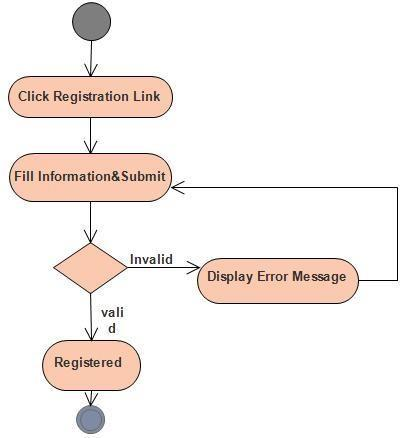 Click Registration Link
Fill Information&Submit
Invalid
Display Error Message
vali
d
Registered